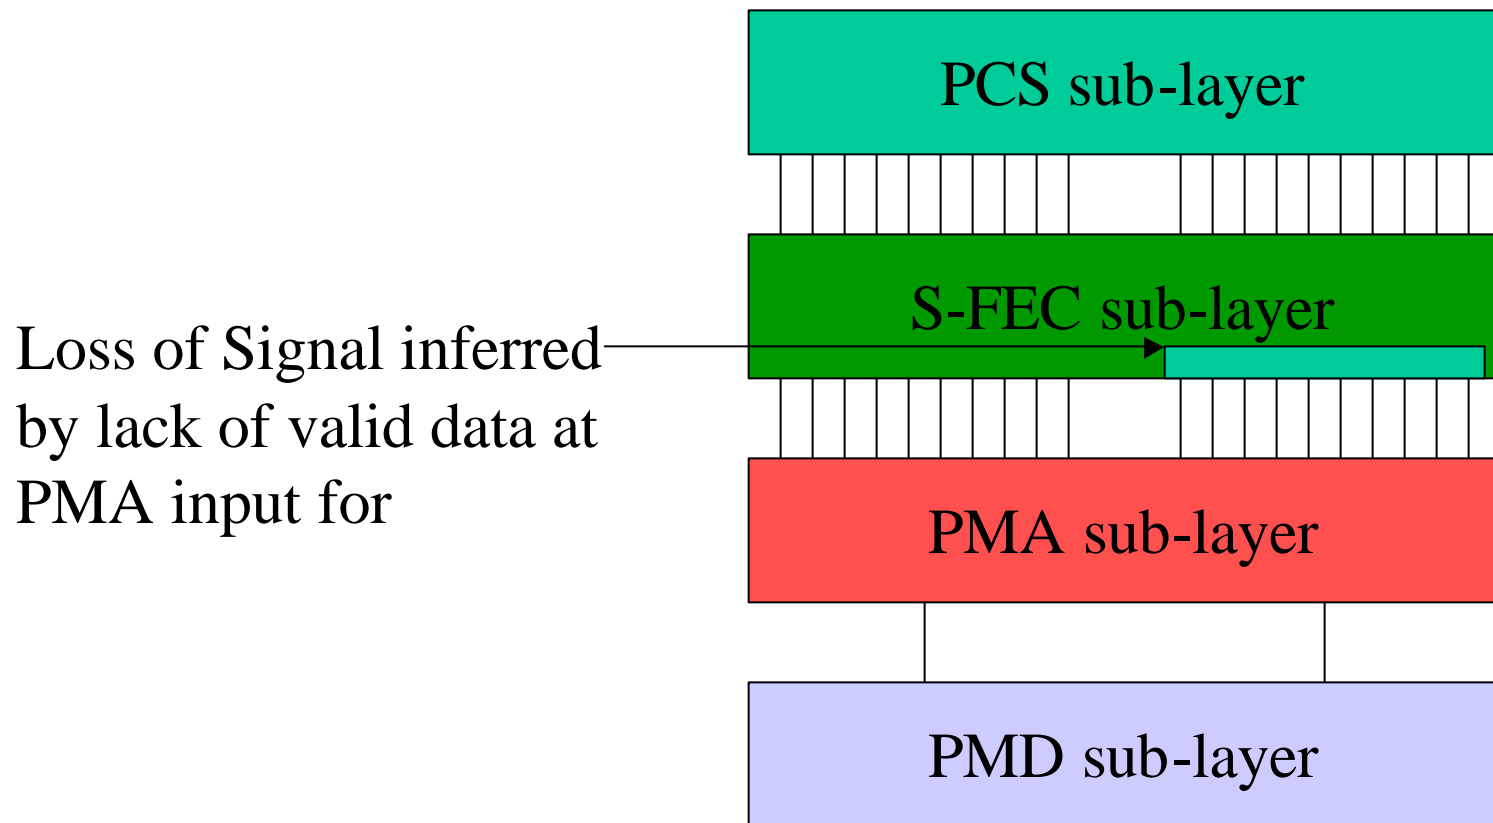 PCS sub-layer
S-FEC sub-layer
Loss of Signal inferred
by lack of valid data at
PMA input for
PMA sub-layer
PMD sub-layer